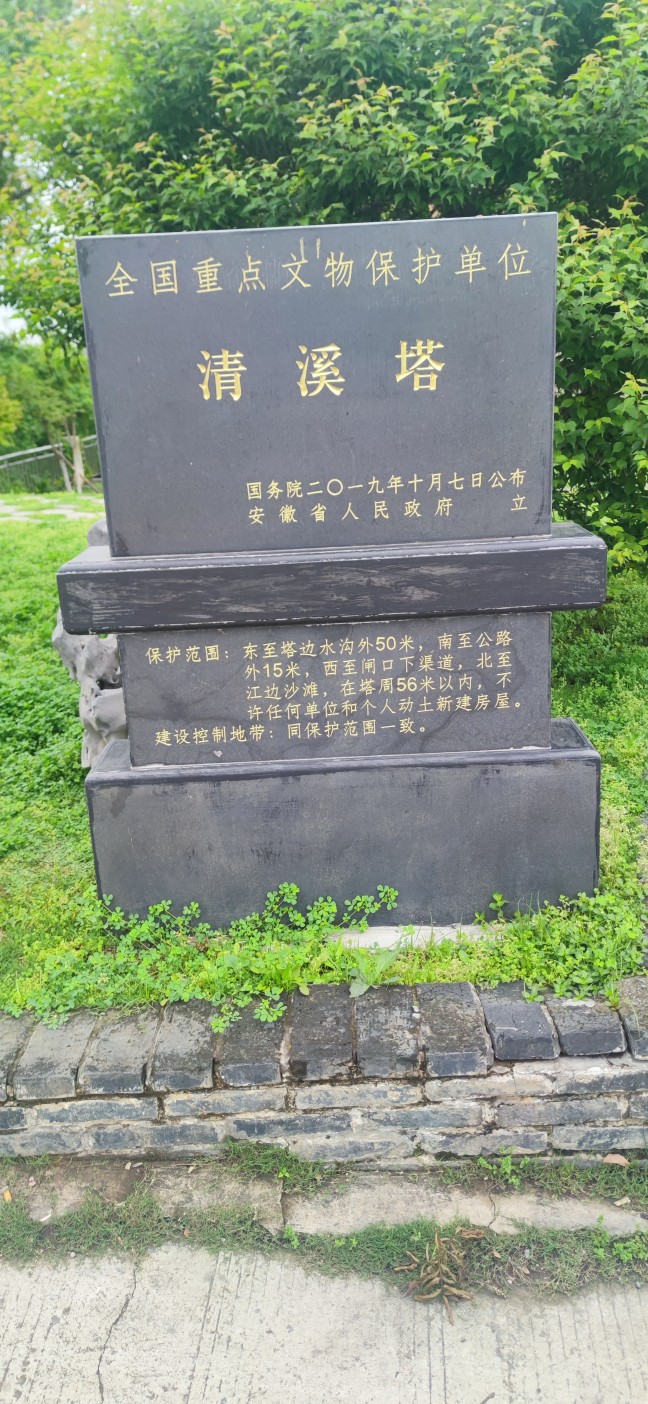 全国重点文物保护单位
清溪塔
国务院二〇一九年十月七日公布
安徽省人民政府 立
保护范围：东至塔边水沟外50米，南至公路
外15米，西至闸口下渠道，北至
江边沙滩，在塔周56米以内，不
许任何单位和个人动土新建房屋。
建设控制地带：同保护范围一致。